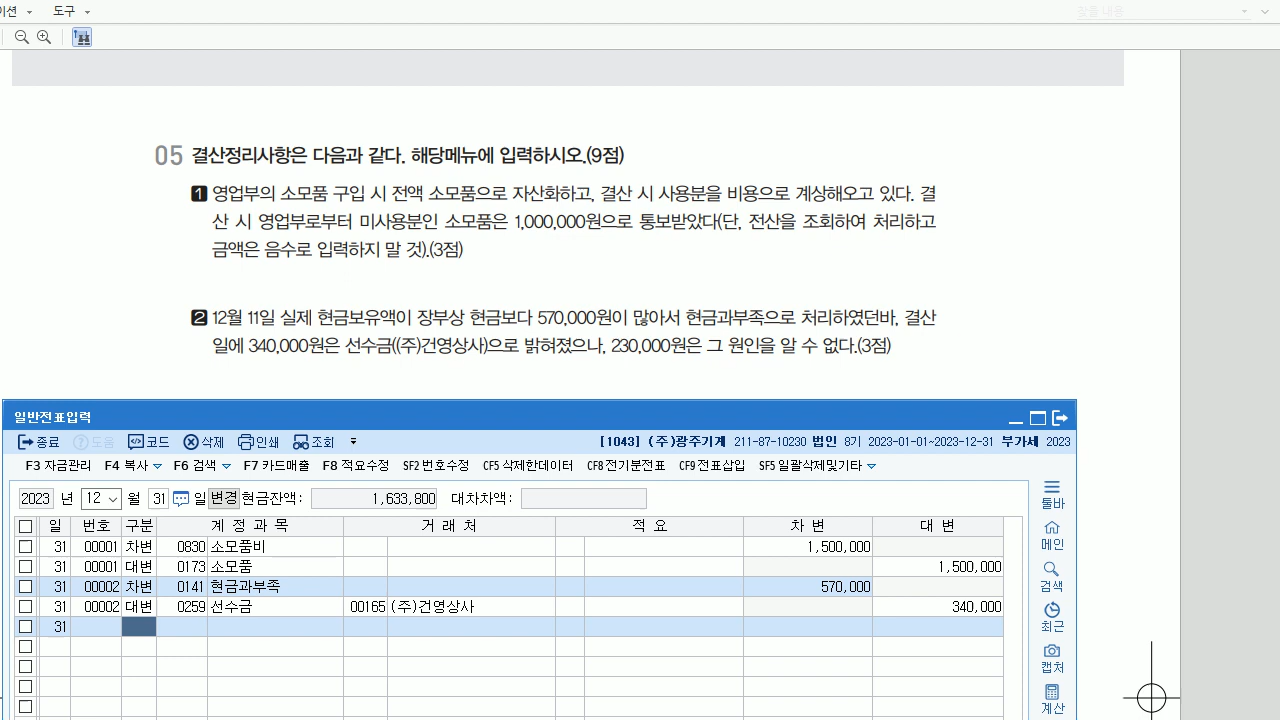 이션 도구 찾을 내용
05 결산정리사항은 다음과 같다. 해당메뉴에 입력하시오.(9점)
1 영업부의 소모품 구입 시 전액 소모품으로 자산화하고, 결산 시 사용분을 비용으로 계상해오고 있다. 결
산 시 영업부로부터 미사용분인 소모품은 1,000,000원으로 통보받았다(단, 전산을 조회하여 처리하고
금액은 음수로 입력하지 말 것).(3점)
2 12월 11일 실제 현금보유액이 장부상 현금보다 570,000원이 많아서 현금과부족으로 처리하였던바, 결산
일에 340,000원은 선수금((주)건영상사)으로 밝혀졌으나, 230,000원은 그 원인을 알 수 없다.(3점)
일반전표입력
종료 도움 코드 삭제 인쇄 조회 [1043] (주)광주기계 211-87-10230 법인 8기 2023-01-01~2023-12-31 부가세 2023
F3 자금관리 F4 복사 F6 검색 F7 카드매출 F8 적요수정 SF2 번호수정 CF5 삭제한데이터 CF8 전기분전표 CF9 전표삽입 SF5 일괄삭제및기타
2023 년 12 월 31 일 변경 현금잔액: 1,633,800 대차차액:
일 번호 구분 계 정 과 목 거 래 처 적 요 차 변 대 변
31 00001 차변 0830 소모품비 1,500,000
31 00001 대변 0173 소모품 1,500,000
31 00002 차변 0141 현금과부족 570,000
31 00002 대변 0259 선수금 00165 (주)건영상사 340,000
31
툴바
메인
검색
최근
캡처
계산